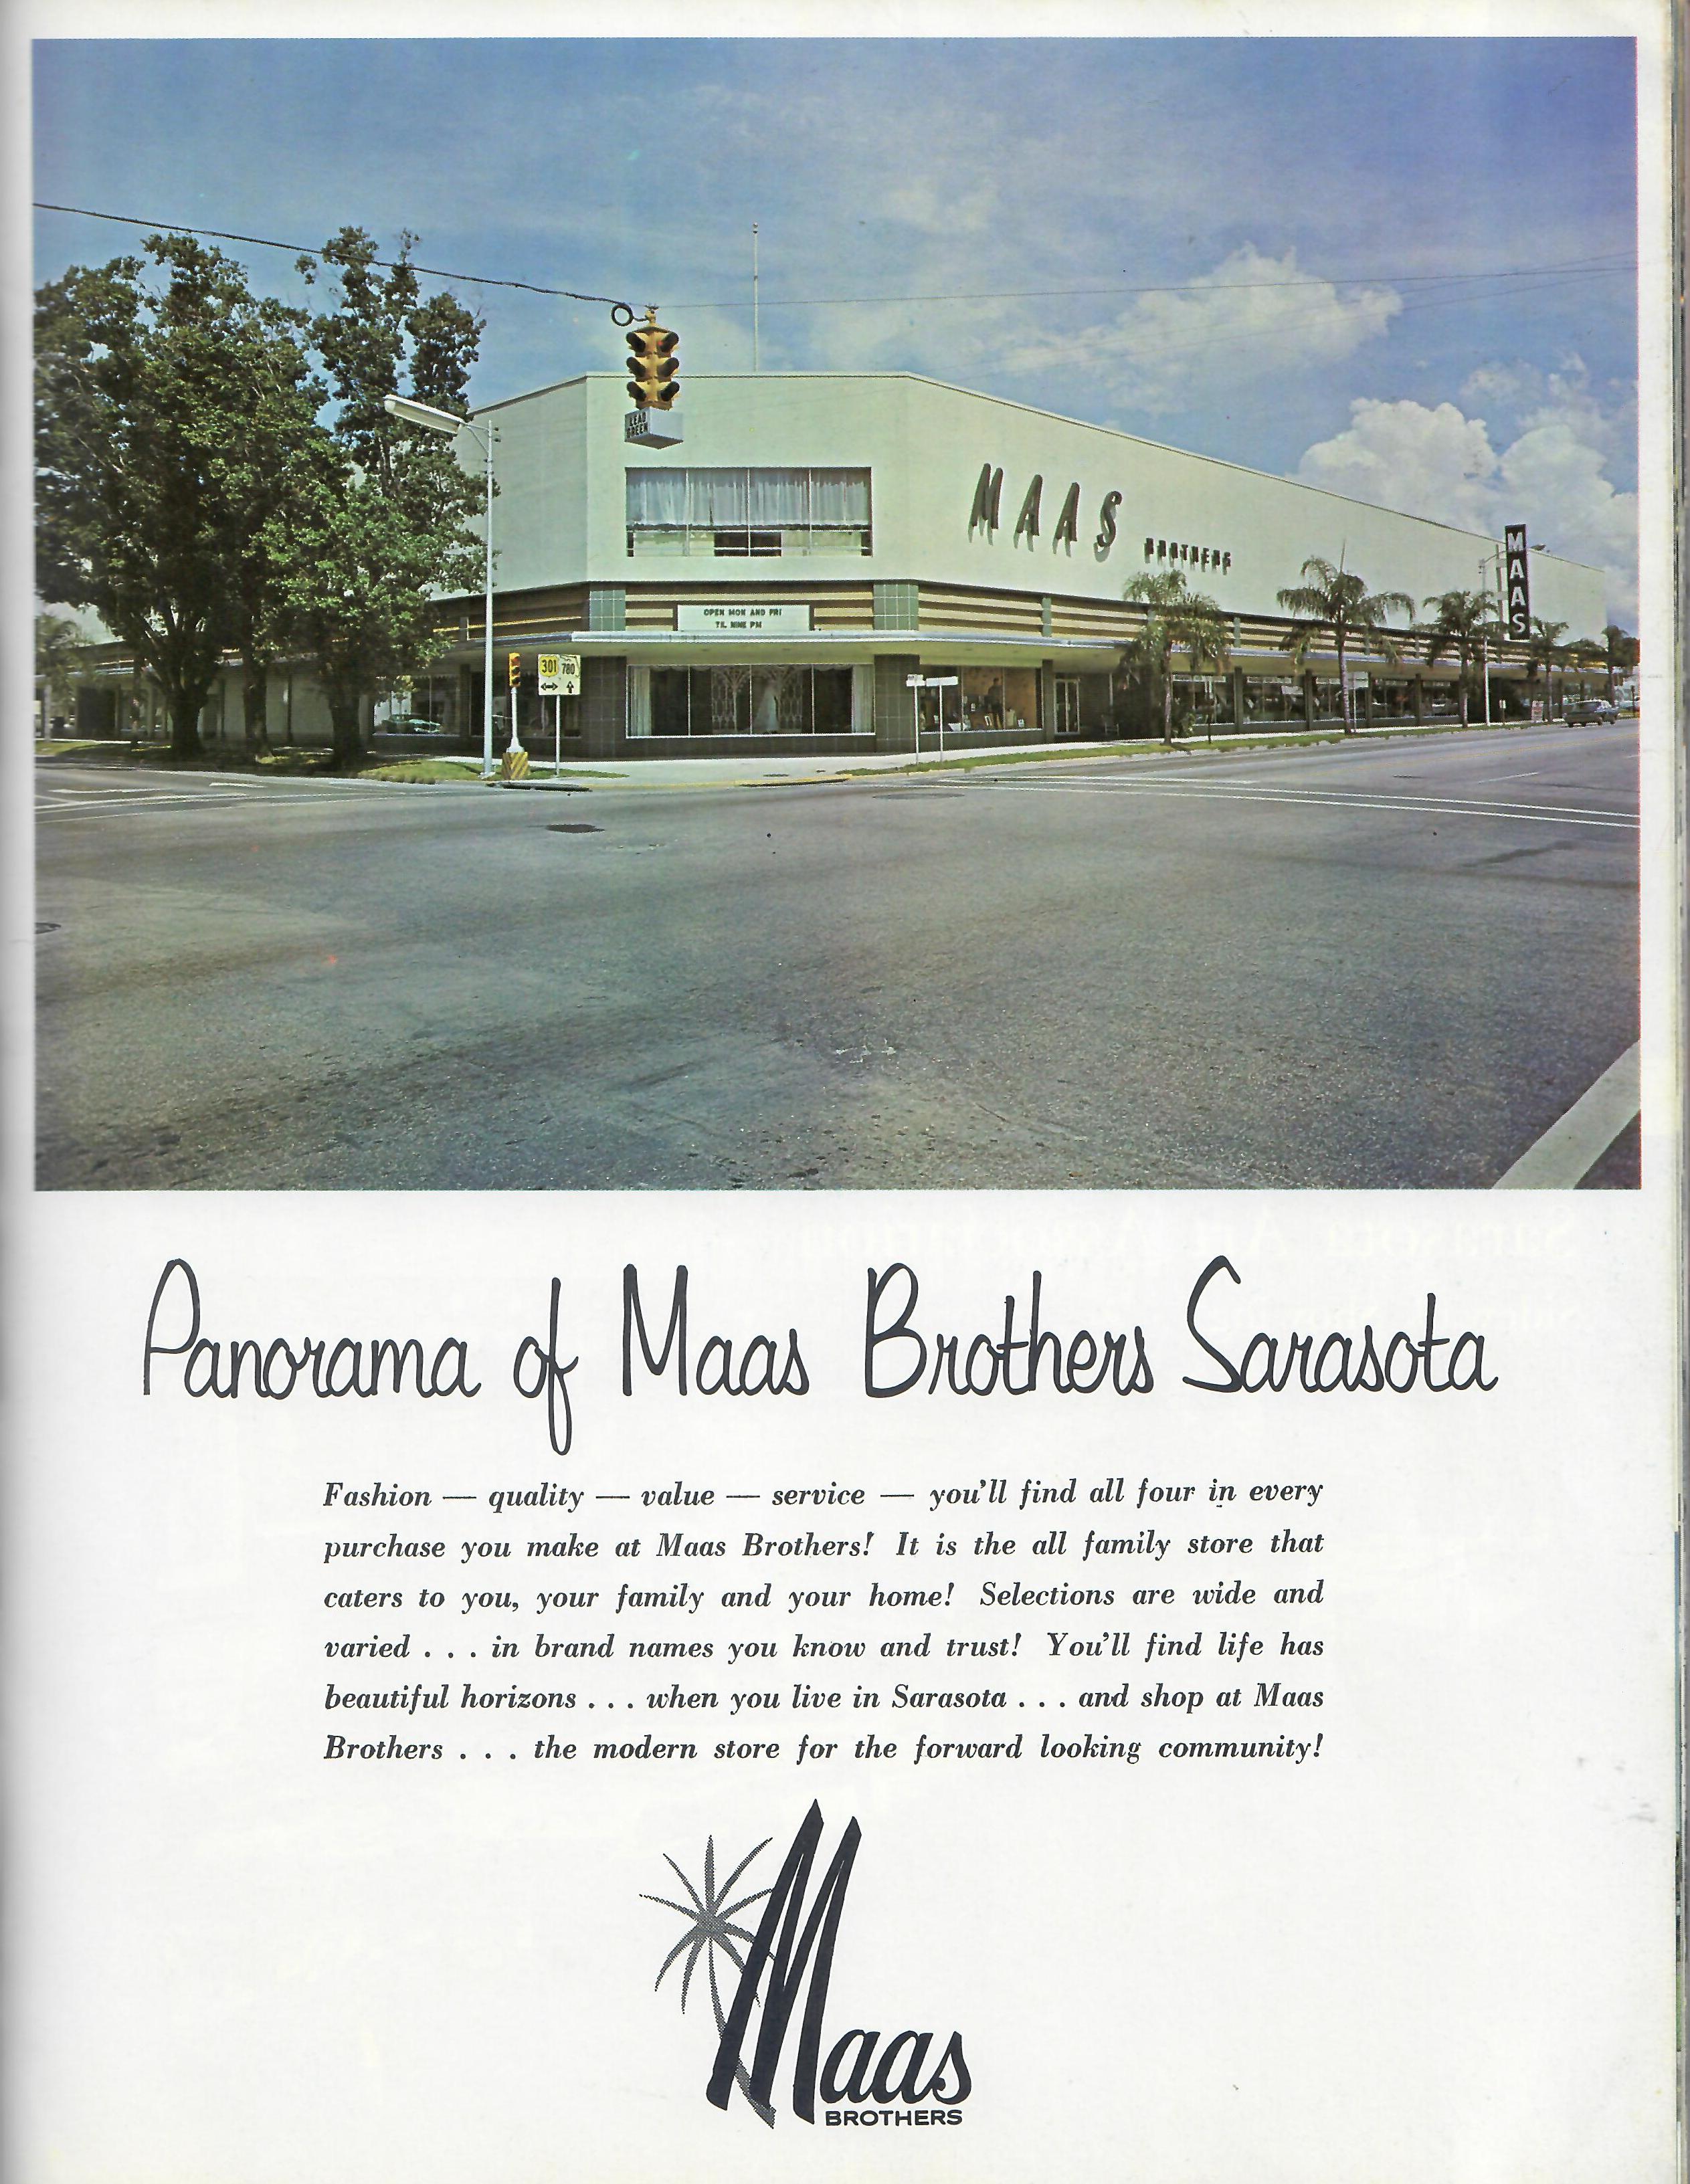 LEAD
GREEN
MAAS
BROTHERS
MAAS
OPEN MON AND FRI
TIL NINE PM
301 780
Panorama of Maas Brothers Sarasota
Fashion — quality — value — service — you'll find all four in every
purchase you make at Maas Brothers! It is the all family store that
caters to you, your family and your home! Selections are wide and
varied . . . in brand names you know and trust! You'll find life has
beautiful horizons . . . when you live in Sarasota . . . and shop at Maas
Brothers . . . the modern store for the forward looking community!
Maas
BROTHERS